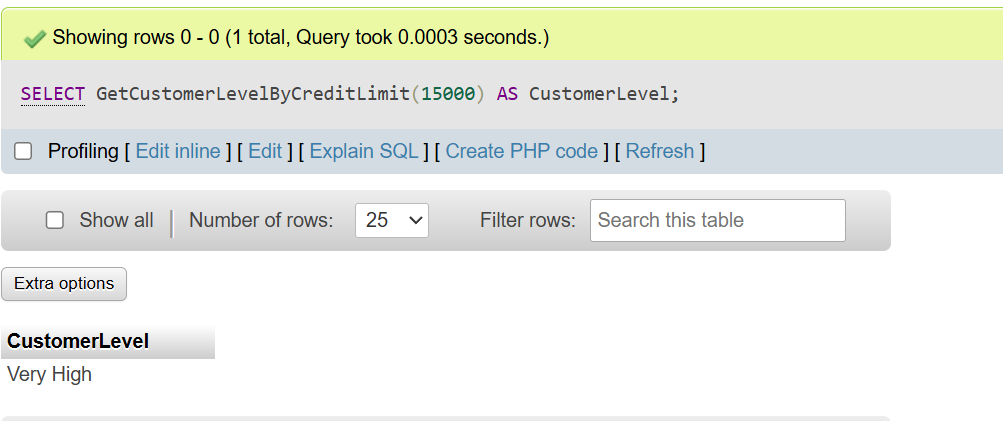 Showing rows 0 - 0 (1 total, Query took 0.0003 seconds.)
SELECT GetCustomerLevelByCreditLimit(15000) AS CustomerLevel;
Profiling [ Edit inline ] [ Edit ] [ Explain SQL ] [ Create PHP code ] [ Refresh ]
Show all | Number of rows: 25 Filter rows: Search this table
Extra options
CustomerLevel
Very High